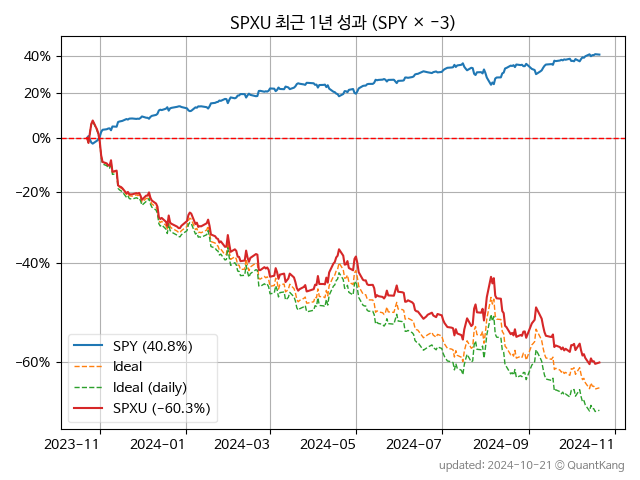 SPXU 최근 1년 성과 (SPY × −3)
40%
20%
0%
−20%
−40%
−60%
SPY (40.8%)
Ideal
Ideal (daily)
SPXU (−60.3%)
2023-11
2024-01
2024-03
2024-05
2024-07
2024-09
2024-11
updated: 2024-10-21 © QuantKang